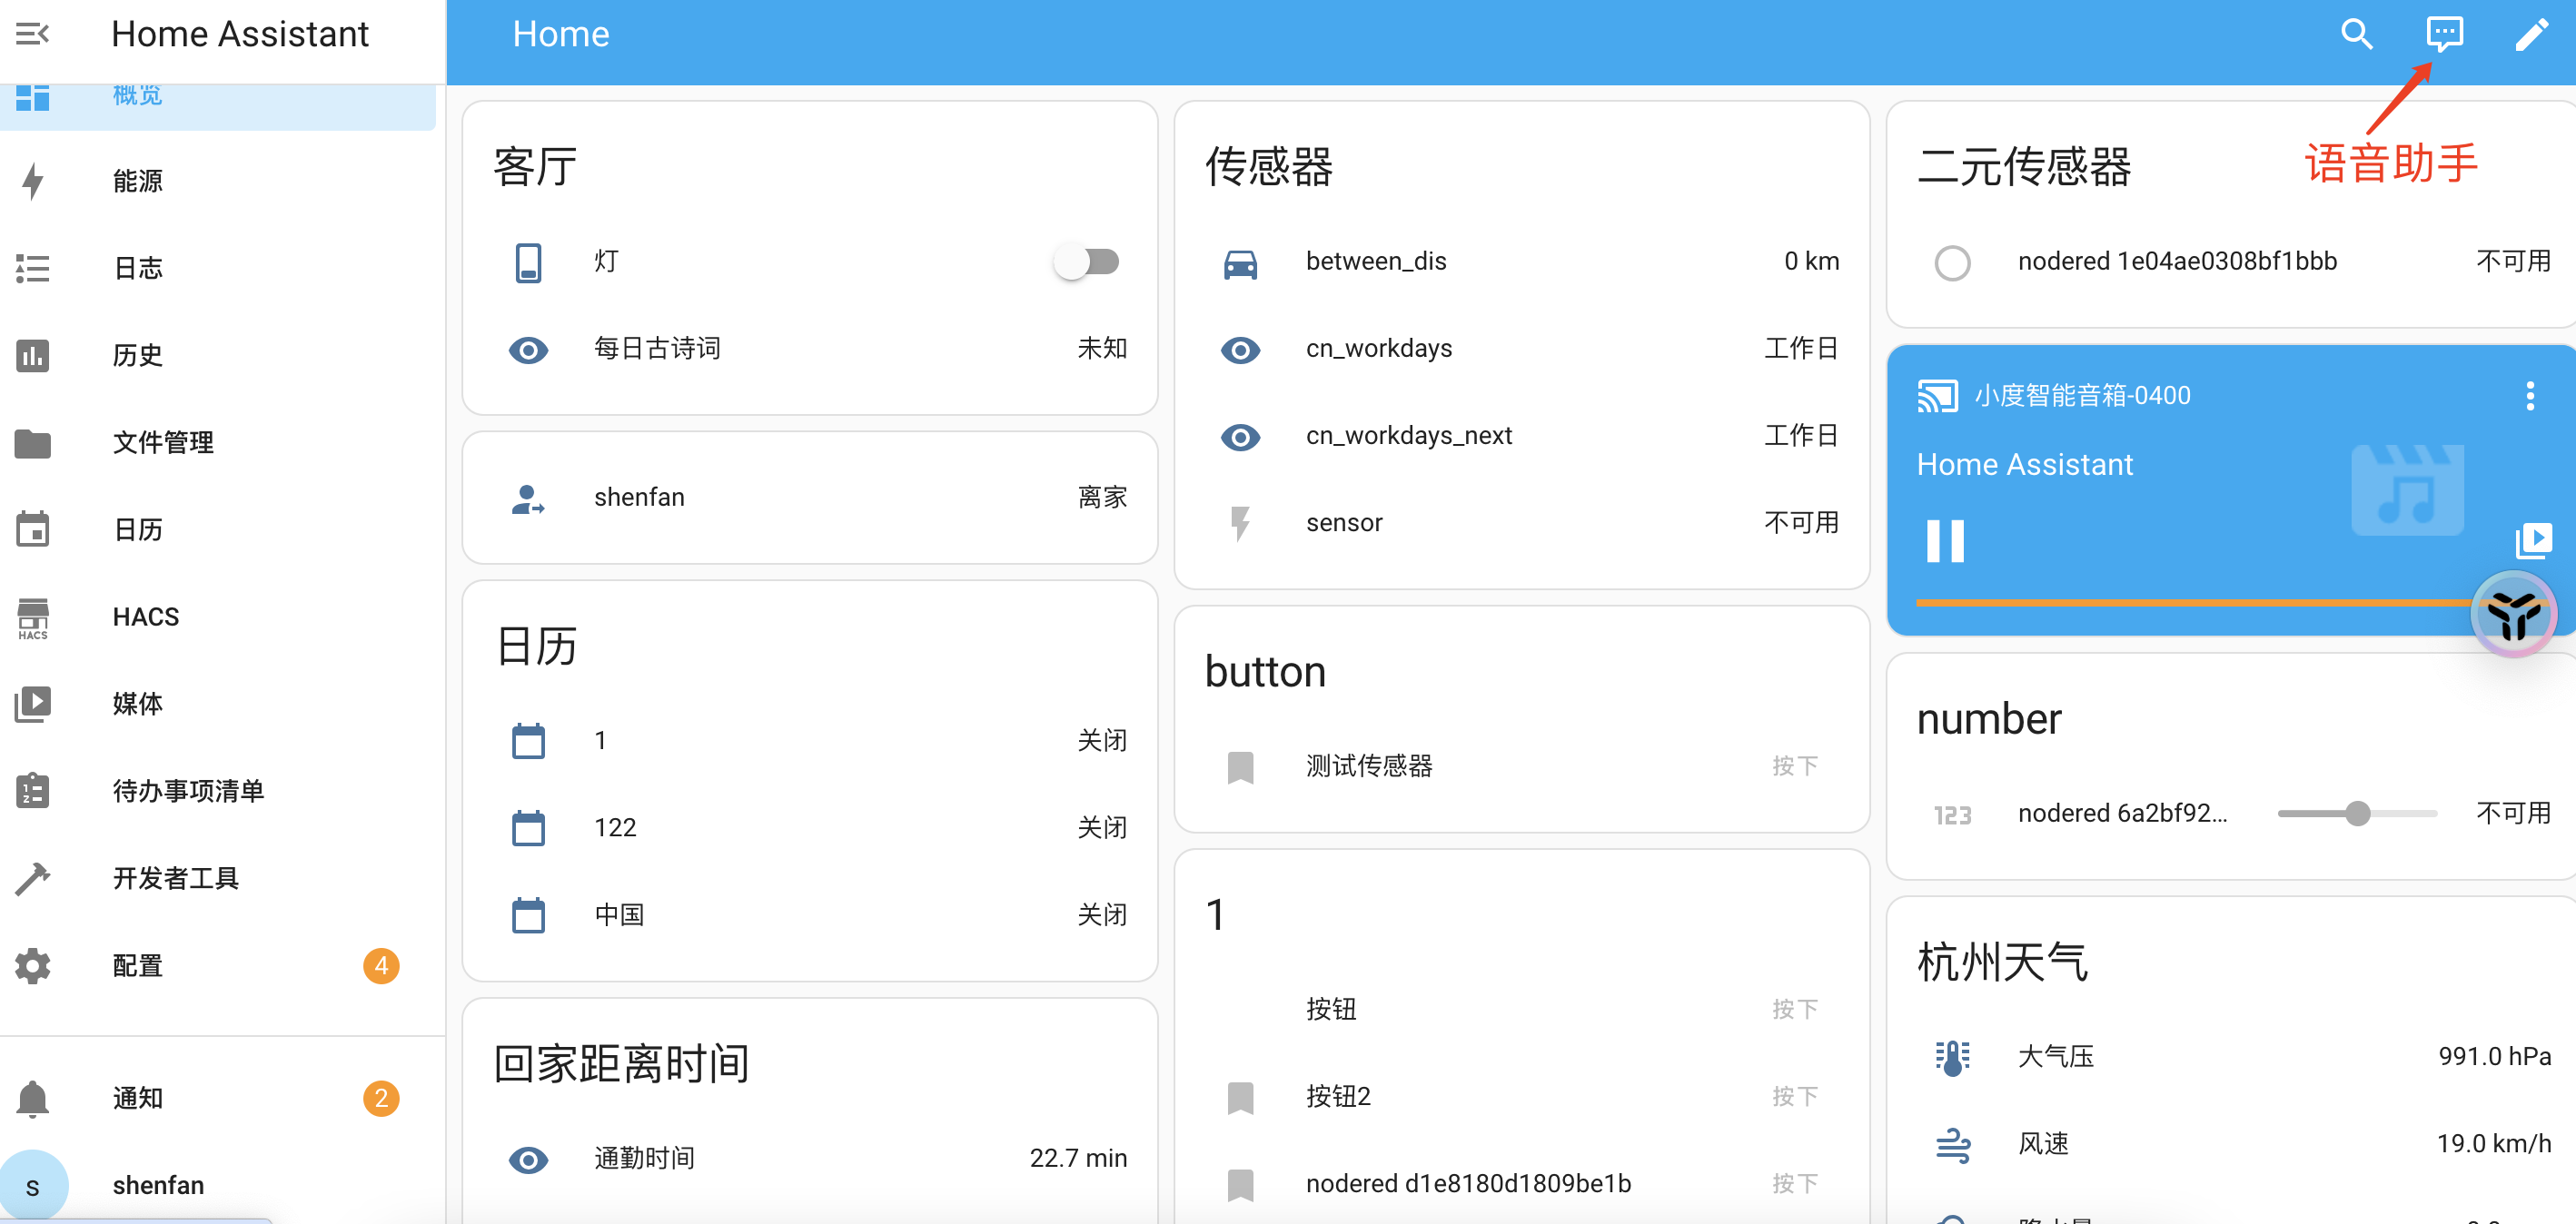 Home Assistant
概览
能源
日志
历史
文件管理
日历
HACS
HACS
媒体
待办事项清单
开发者工具
配置 4
通知 2
s shenfan
Home
语音助手
客厅
灯
每日古诗词 未知
shenfan 离家
日历
1 关闭
122 关闭
中国 关闭
回家距离时间
通勤时间 22.7 min
传感器
between_dis 0 km
cn_workdays 工作日
cn_workdays_next 工作日
sensor 不可用
button
测试传感器 按下
1
按钮 按下
按钮2 按下
nodered d1e8180d1809be1b 按下
二元传感器
nodered 1e04ae0308bf1bbb 不可用
小度智能音箱-0400
Home Assistant
number
123 nodered 6a2bf92... 不可用
杭州天气
大气压 991.0 hPa
风速 19.0 km/h